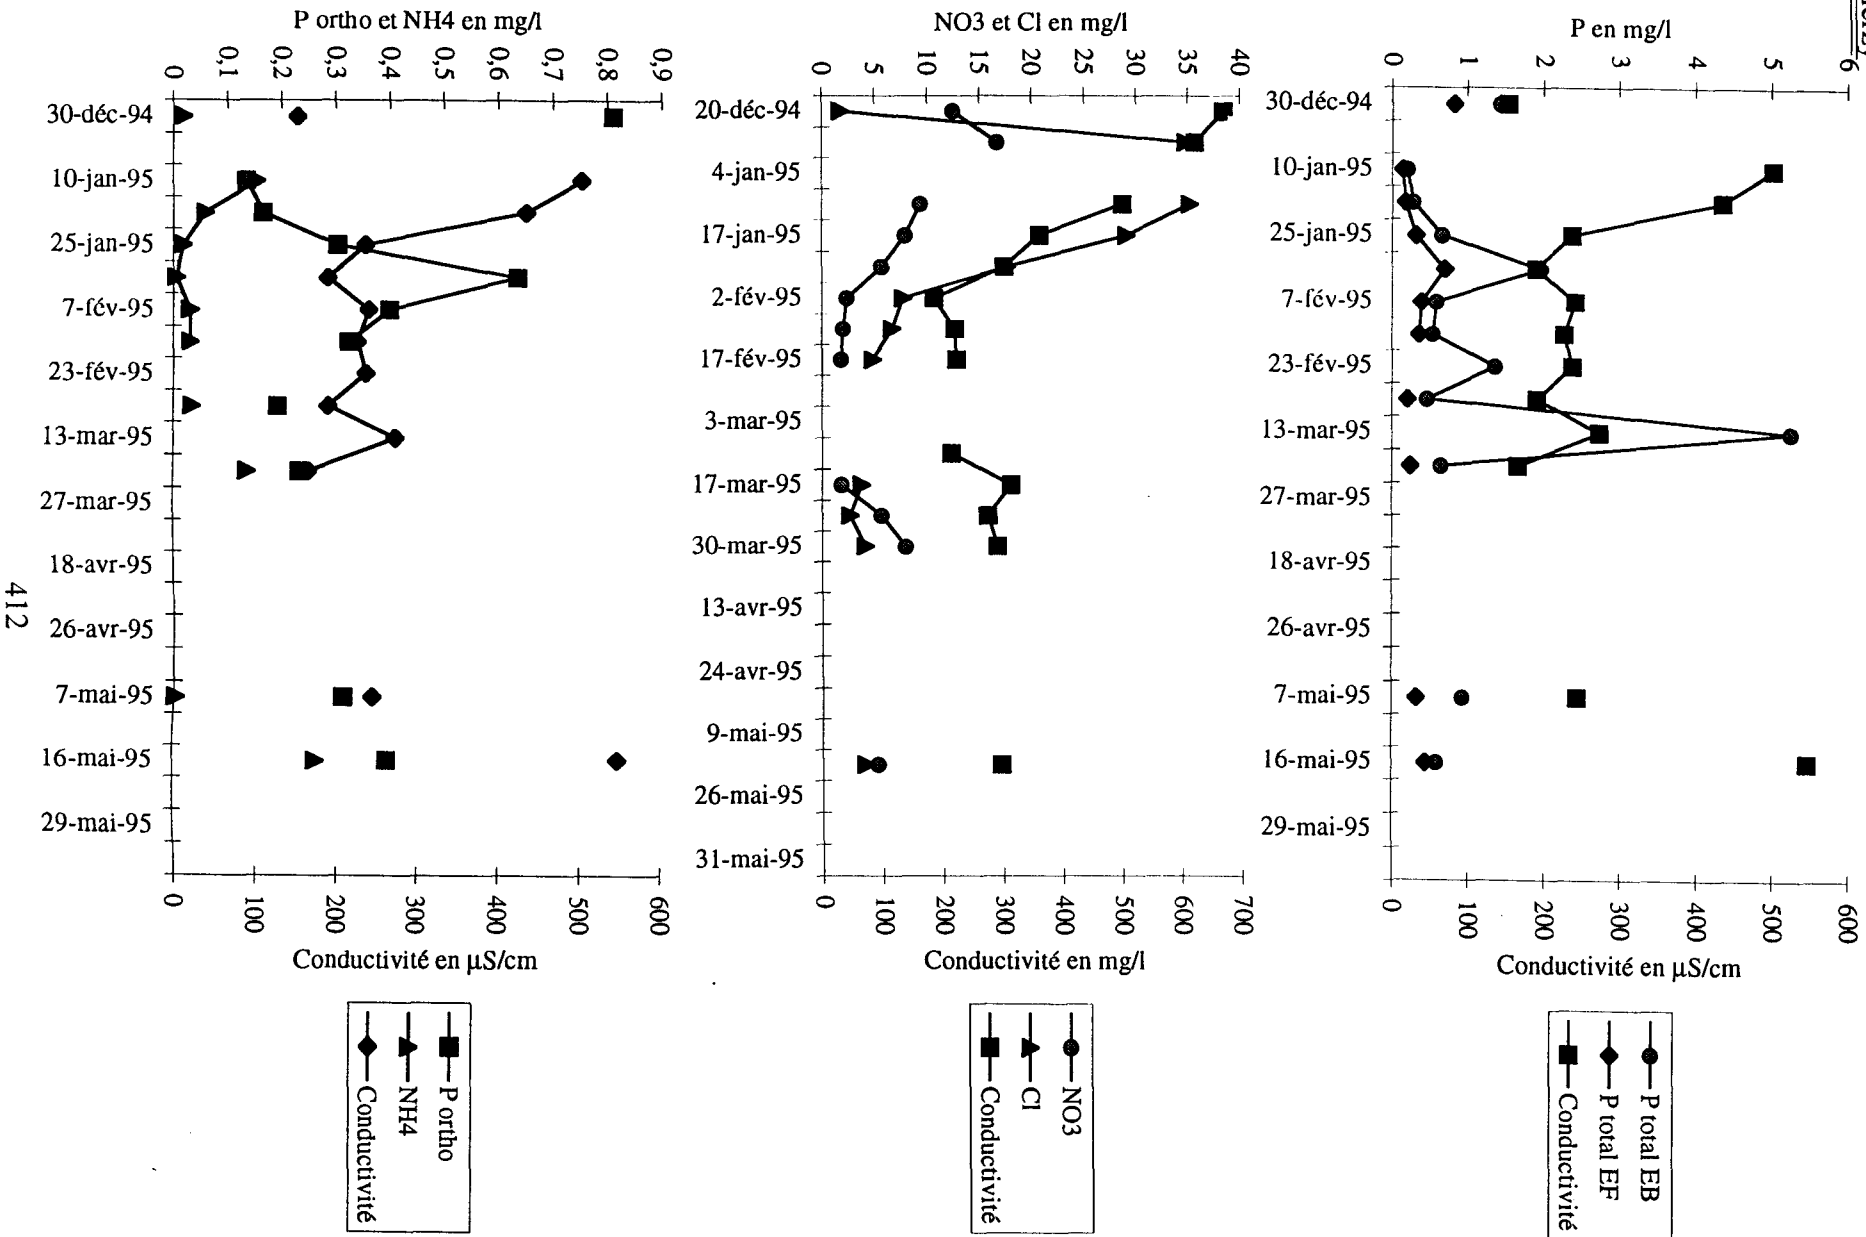 P ortho et NH4 en mg/l
0
0,1
0,2
0,3
0,4
0,5
0,6
0,7
0,8
0,9
30-déc-94
10-jan-95
25-jan-95
7-fév-95
23-fév-95
13-mar-95
27-mar-95
18-avr-95
26-avr-95
7-mai-95
16-mai-95
29-mai-95
0
100
200
300
400
500
600
Conductivité en µS/cm
P ortho
NH4
Conductivité
NO3 et Cl en mg/l
0
5
10
15
20
25
30
35
40
20-déc-94
4-jan-95
17-jan-95
2-fév-95
17-fév-95
3-mar-95
17-mar-95
30-mar-95
13-avr-95
24-avr-95
9-mai-95
26-mai-95
31-mai-95
0
100
200
300
400
500
600
700
Conductivité en mg/l
NO3
Cl
Conductivité
P en mg/l
0
1
2
3
4
5
6
30-déc-94
10-jan-95
25-jan-95
7-fév-95
23-fév-95
13-mar-95
27-mar-95
18-avr-95
26-avr-95
7-mai-95
16-mai-95
29-mai-95
0
100
200
300
400
500
600
Conductivité en µS/cm
P total EB
P total EF
Conductivité
412